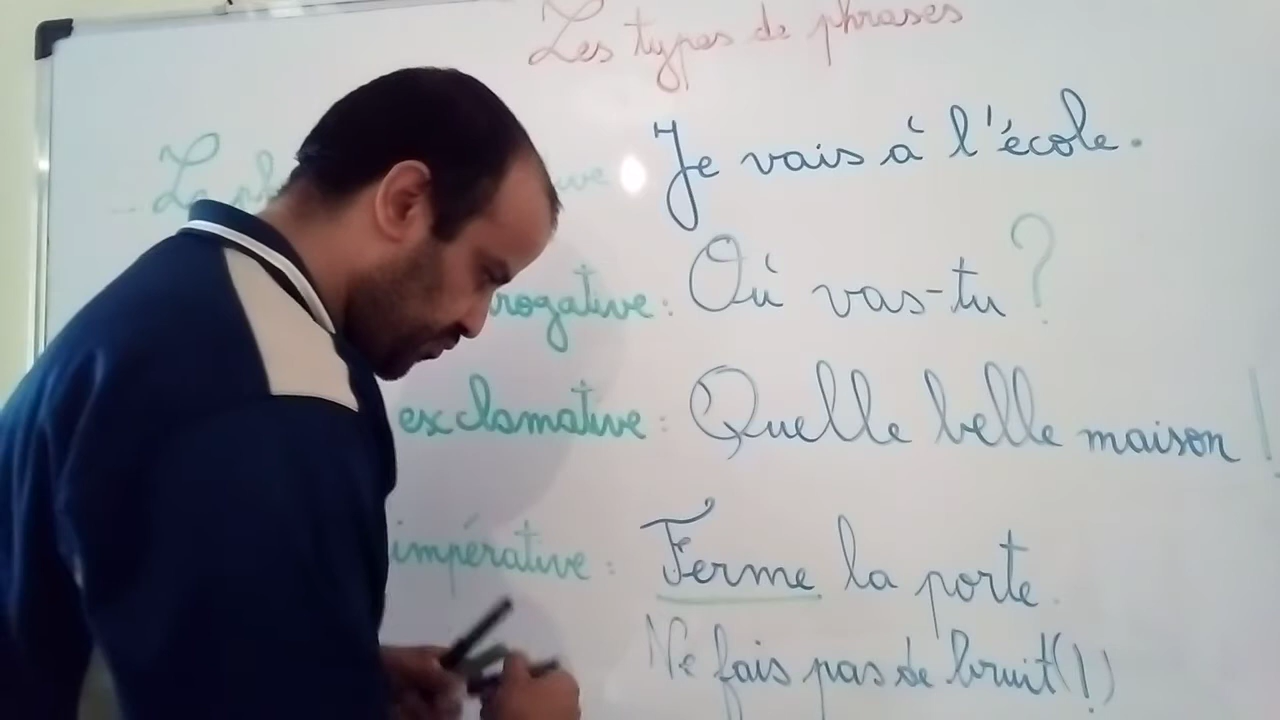 Les types de phrases
La Je vais à l'école.
rogative: Où vas-tu ?
exclamative: Quelle belle maison !
impérative: Ferme la porte.
Ne fais pas de bruit(!)